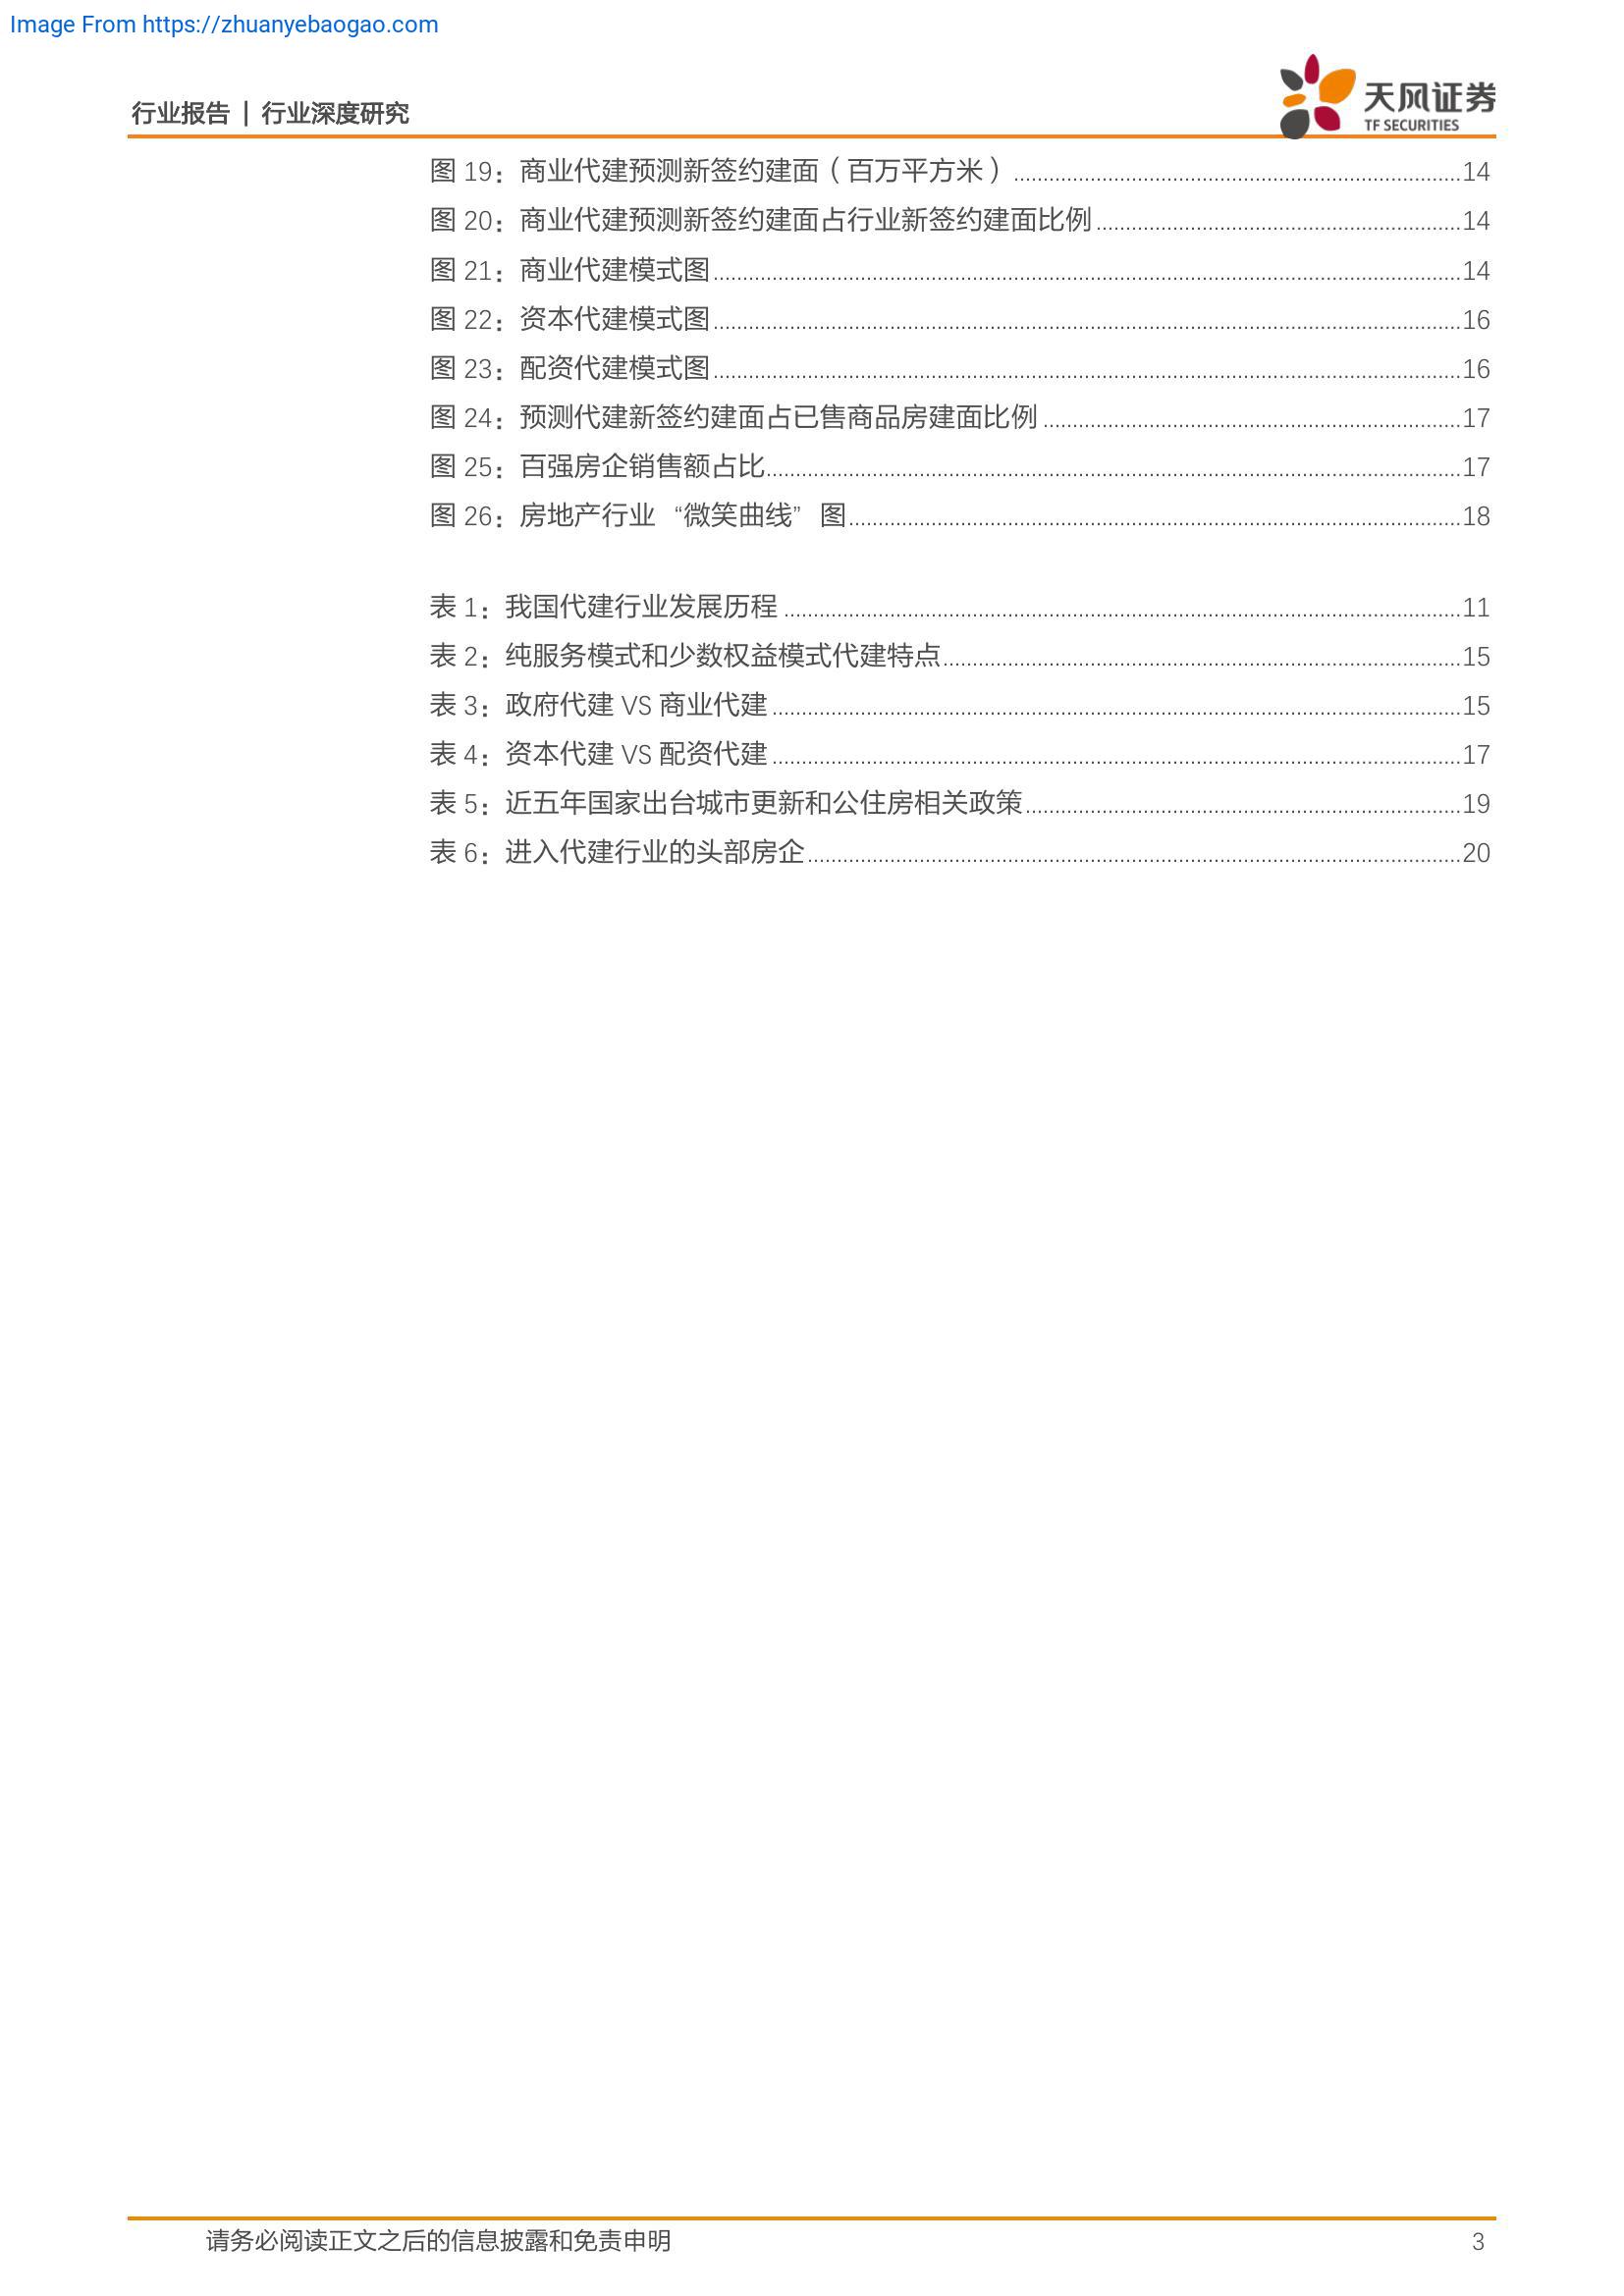 Image From https://zhuanyebaogao.com
行业报告 | 行业深度研究
天风证券
TF SECURITIES
图 19：商业代建预测新签约建面（百万平方米）..........14
图 20：商业代建预测新签约建面占行业新签约建面比例..........14
图 21：商业代建模式图..........14
图 22：资本代建模式图..........16
图 23：配资代建模式图..........16
图 24：预测代建新签约建面占已售商品房建面比例..........17
图 25：百强房企销售额占比..........17
图 26：房地产行业 “微笑曲线” 图..........18
表 1：我国代建行业发展历程..........11
表 2：纯服务模式和少数权益模式代建特点..........15
表 3：政府代建 VS 商业代建..........15
表 4：资本代建 VS 配资代建..........17
表 5：近五年国家出台城市更新和公住房相关政策..........19
表 6：进入代建行业的头部房企..........20
请务必阅读正文之后的信息披露和免责申明 3